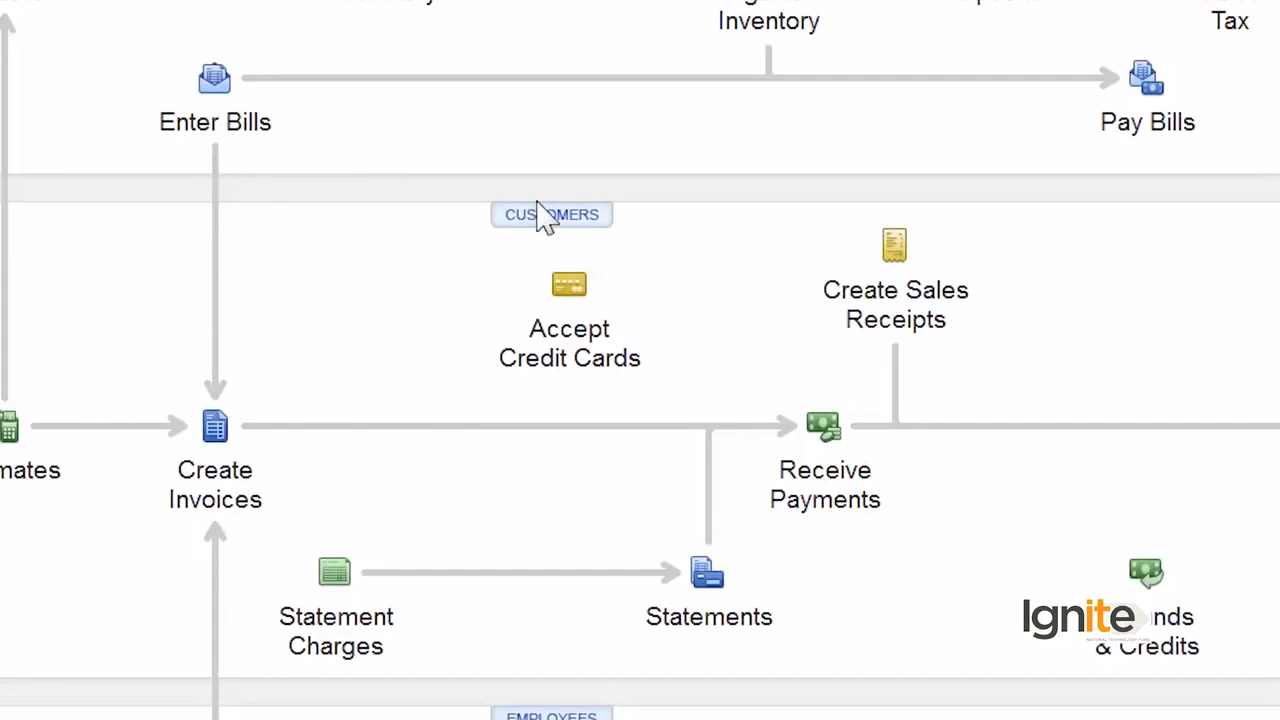 Inventory
Tax
Enter Bills
Pay Bills
CUSTOMERS
Create Sales
Receipts
Accept
Credit Cards
mates
Create
Invoices
Receive
Payments
Statement
Charges
Statements
Ignite
nds
& Credits
EMPLOYEES